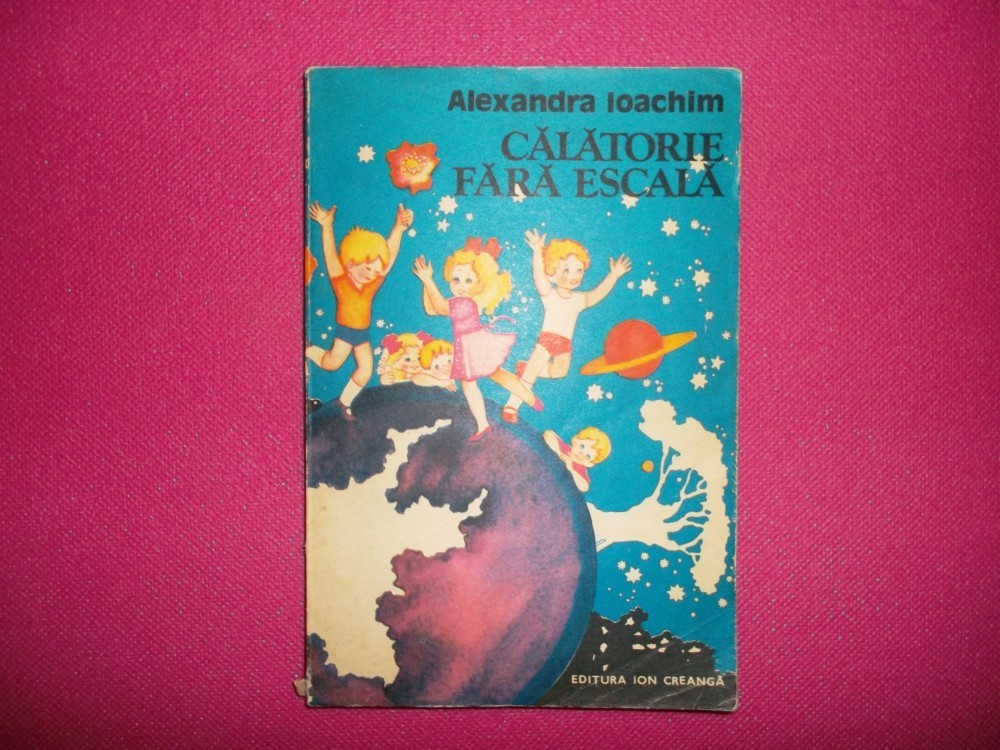 Alexandra Ioachim
CĂLĂTORIE
FĂRĂ ESCALĂ
EDITURA ION CREANGĂ